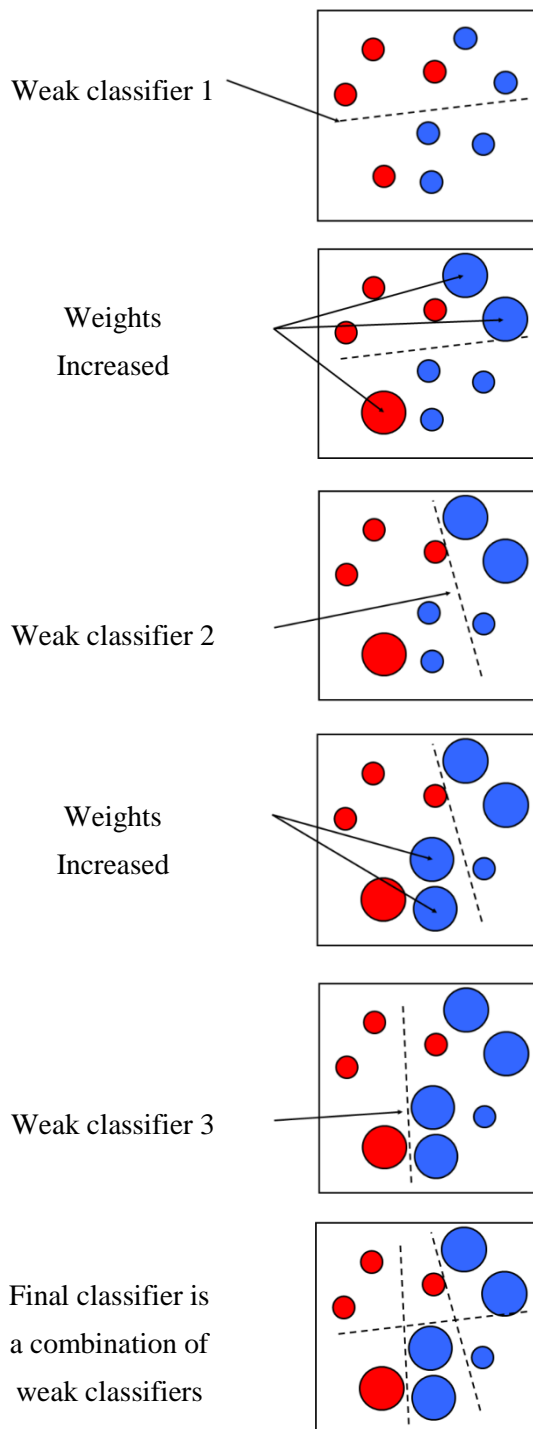 Weak classifier 1
Weights
Increased
Weak classifier 2
Weights
Increased
Weak classifier 3
Final classifier is
a combination of
weak classifiers